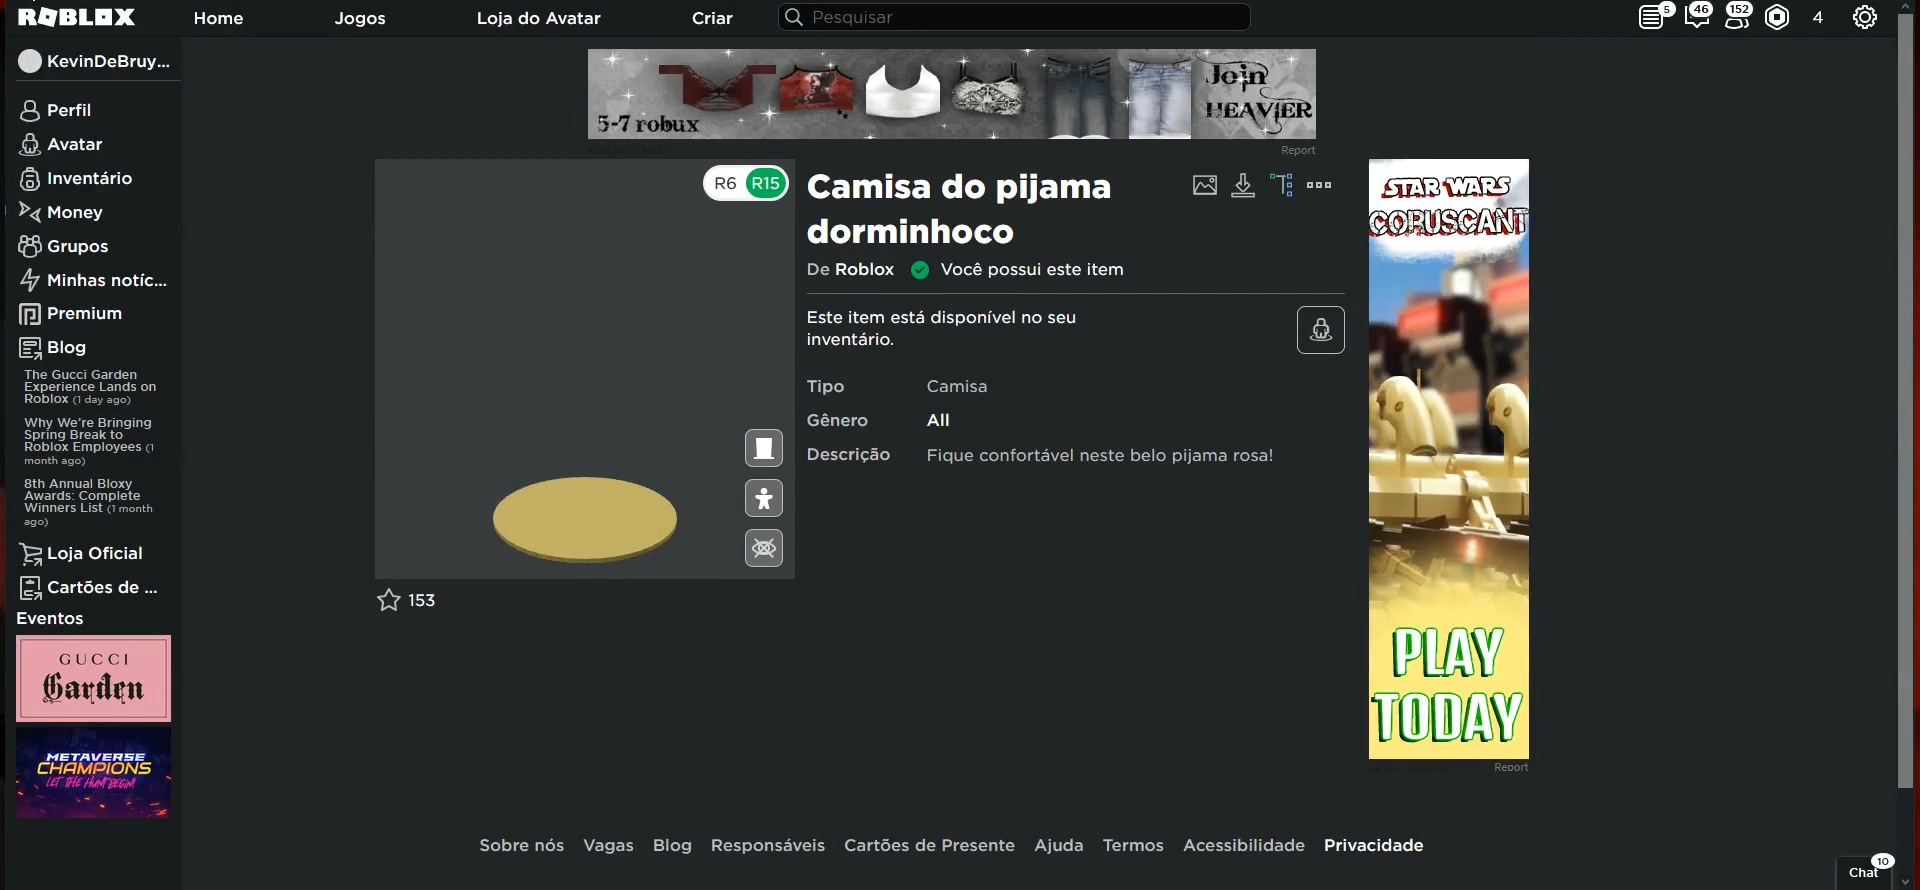 ROBLOX
Home
Jogos
Loja do Avatar
Criar
Pesquisar
5
46
152
4
KevinDeBruy...
Perfil
Avatar
Inventário
Money
Grupos
Minhas notíc...
Premium
Blog
The Gucci Garden
Experience Lands on
Roblox (1 day ago)
Why We're Bringing
Spring Break to
Roblox Employees (1
month ago)
8th Annual Bloxy
Awards: Complete
Winners List (1 month
ago)
Loja Oficial
Cartões de ...
Eventos
GUCCI
Garden
METAVERSE
CHAMPIONS
LET THE HUNT BEGIN!
5-7 robux
Join
HEAVIER
ADVERTISEMENT
Report
R6
R15
153
Camisa do pijama
dorminhoco
De Roblox
Você possui este item
Este item está disponível no seu
inventário.
Tipo
Camisa
Gênero
All
Descrição
Fique confortável neste belo pijama rosa!
STAR WARS
CORUSCANT
PLAY
TODAY
Report
Sobre nós
Vagas
Blog
Responsáveis
Cartões de Presente
Ajuda
Termos
Acessibilidade
Privacidade
Chat
10